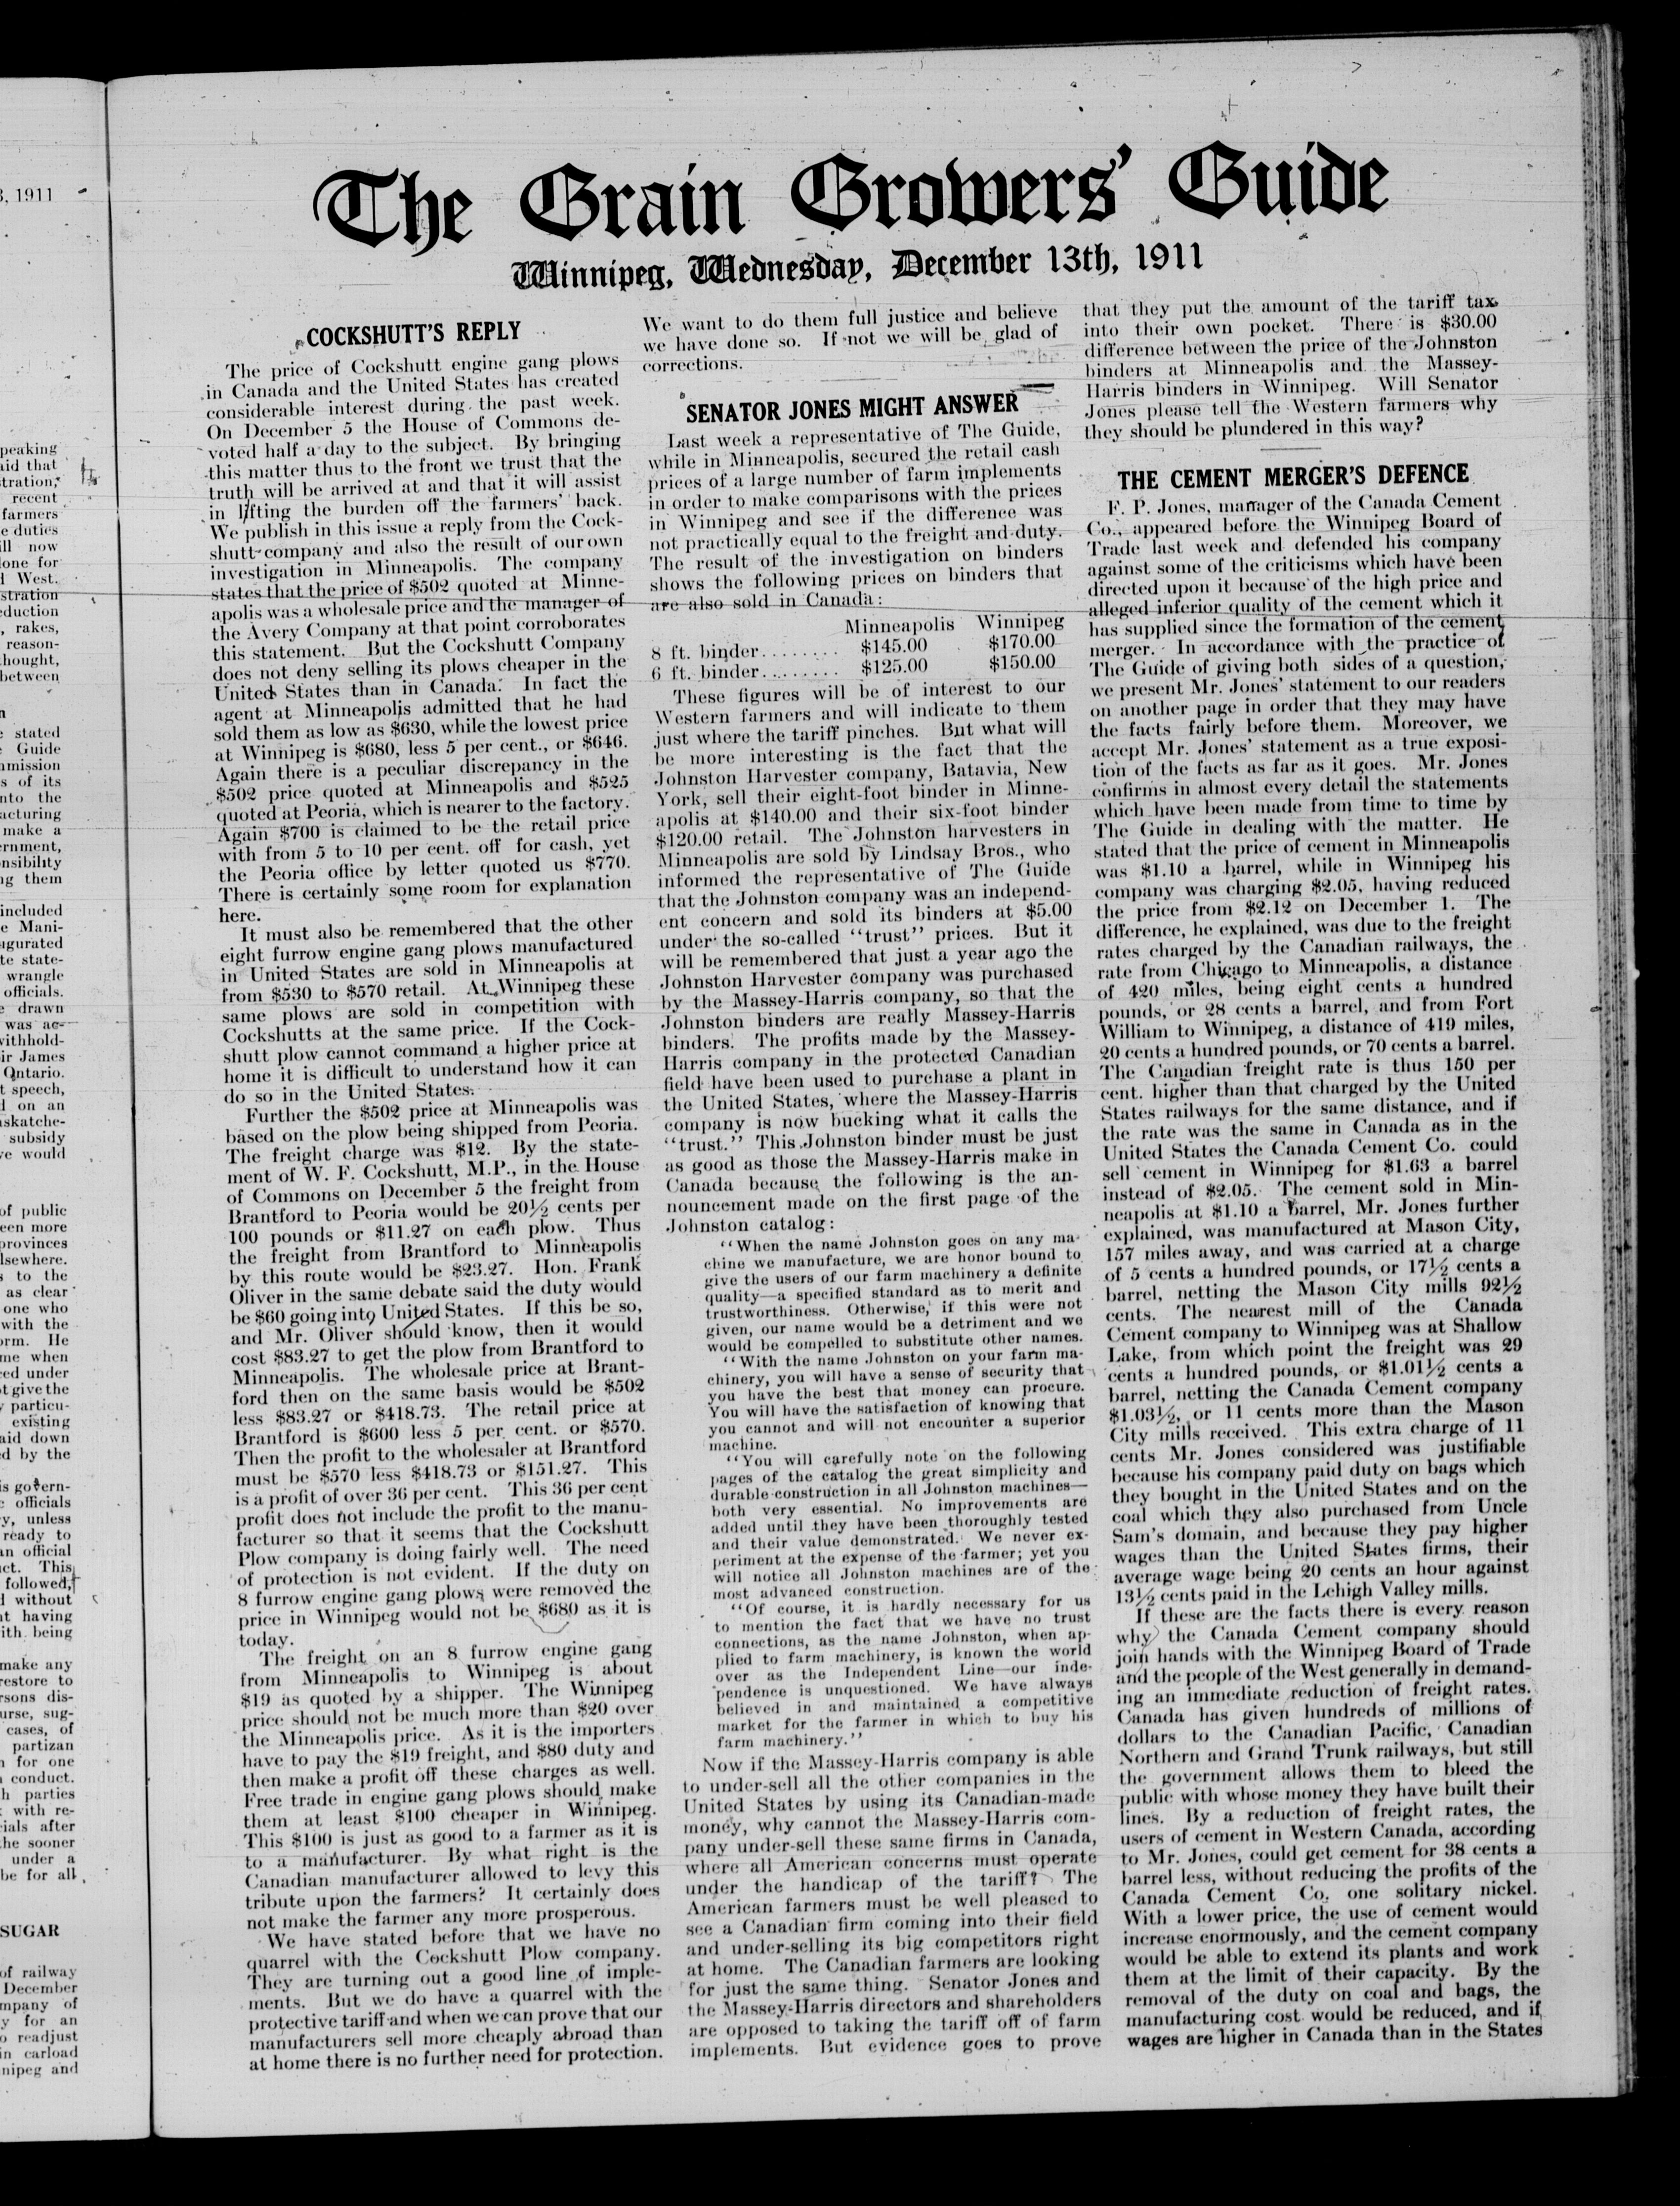 The Grain Growers' Guide
Winnipeg, Wednesday, December 13th, 1911
COCKSHUTT'S REPLY
The price of Cockshutt engine gang plows
in Canada and the United States has created
considerable interest during the past week.
On December 5 the House of Commons de-
voted half a day to the subject. By bringing
this matter thus to the front we trust that the
truth will be arrived at and that it will assist
in lifting the burden off the farmers' back.
We publish in this issue a reply from the Cock-
shutt company and also the result of our own
investigation in Minneapolis. The company
states that the price of $502 quoted at Minne-
apolis was a wholesale price and the manager of
the Avery Company at that point corroborates
this statement. But the Cockshutt Company
does not deny selling its plows cheaper in the
United States than in Canada. In fact the
agent at Minneapolis admitted that he had
sold them as low as $630, while the lowest price
at Winnipeg is $680, less 5 per cent., or $646.
Again there is a peculiar discrepancy in the
$502 price quoted at Minneapolis and $525
quoted at Peoria, which is nearer to the factory.
Again $700 is claimed to be the retail price
with from 5 to 10 per cent. off for cash, yet
the Peoria office by letter quoted us $770.
There is certainly some room for explanation
here.
It must also be remembered that the other
eight furrow engine gang plows manufactured
in United States are sold in Minneapolis at
from $530 to $570 retail. At Winnipeg these
same plows are sold in competition with
Cockshutts at the same price. If the Cock-
shutt plow cannot command a higher price at
home it is difficult to understand how it can
do so in the United States.
Further the $502 price at Minneapolis was
based on the plow being shipped from Peoria.
The freight charge was $12. By the state-
ment of W. F. Cockshutt, M.P., in the House
of Commons on December 5 the freight from
Brantford to Peoria would be 20½ cents per
100 pounds or $11.27 on each plow. Thus
the freight from Brantford to Minneapolis
by this route would be $23.27. Hon. Frank
Oliver in the same debate said the duty would
be $60 going into United States. If this be so,
and Mr. Oliver should know, then it would
cost $83.27 to get the plow from Brantford to
Minneapolis. The wholesale price at Brant-
ford then on the same basis would be $502
less $83.27 or $418.73. The retail price at
Brantford is $600 less 5 per cent. or $570.
Then the profit to the wholesaler at Brantford
must be $570 less $418.73 or $151.27. This
is a profit of over 36 per cent. This 36 per cent
profit does not include the profit to the manu-
facturer so that it seems that the Cockshutt
Plow company is doing fairly well. The need
of protection is not evident. If the duty on
8 furrow engine gang plows were removed the
price in Winnipeg would not be $680 as it is
today.
The freight on an 8 furrow engine gang
from Minneapolis to Winnipeg is about
$19 as quoted by a shipper. The Winnipeg
price should not be much more than $20 over
the Minneapolis price. As it is the importers
have to pay the $19 freight, and $80 duty and
then make a profit off these charges as well.
Free trade in engine gang plows should make
them at least $100 cheaper in Winnipeg.
This $100 is just as good to a farmer as it is
to a manufacturer. By what right is the
Canadian manufacturer allowed to levy this
tribute upon the farmers? It certainly does
not make the farmer any more prosperous.
We have stated before that we have no
quarrel with the Cockshutt Plow company.
They are turning out a good line of imple-
ments. But we do have a quarrel with the
protective tariff and when we can prove that our
manufacturers sell more cheaply abroad than
at home there is no further need for protection.
We want to do them full justice and believe
we have done so. If not we will be glad of
corrections.
SENATOR JONES MIGHT ANSWER
Last week a representative of The Guide,
while in Minneapolis, secured the retail cash
prices of a large number of farm implements
in order to make comparisons with the prices
in Winnipeg and see if the difference was
not practically equal to the freight and duty.
The result of the investigation on binders
shows the following prices on binders that
are also sold in Canada:
Minneapolis Winnipeg
8 ft. binder........ $145.00 $170.00
6 ft. binder........ $125.00 $150.00
These figures will be of interest to our
Western farmers and will indicate to them
just where the tariff pinches. But what will
be more interesting is the fact that the
Johnston Harvester company, Batavia, New
York, sell their eight-foot binder in Minne-
apolis at $140.00 and their six-foot binder
$120.00 retail. The Johnston harvesters in
Minneapolis are sold by Lindsay Bros., who
informed the representative of The Guide
that the Johnston company was an independ-
ent concern and sold its binders at $5.00
under the so-called "trust" prices. But it
will be remembered that just a year ago the
Johnston Harvester company was purchased
by the Massey-Harris company, so that the
Johnston binders are really Massey-Harris
binders. The profits made by the Massey-
Harris company in the protected Canadian
field have been used to purchase a plant in
the United States, where the Massey-Harris
company is now bucking what it calls the
"trust." This Johnston binder must be just
as good as those the Massey-Harris make in
Canada because the following is the an-
nouncement made on the first page of the
Johnston catalog:
"When the name Johnston goes on any ma-
chine we manufacture, we are honor bound to
give the users of our farm machinery a definite
quality—a specified standard as to merit and
trustworthiness. Otherwise, if this were not
given, our name would be a detriment and we
would be compelled to substitute other names.
"With the name Johnston on your farm ma-
chinery, you will have a sense of security that
you have the best that money can procure.
You will have the satisfaction of knowing that
you cannot and will not encounter a superior
machine.
"You will carefully note on the following
pages of the catalog the great simplicity and
durable construction in all Johnston machines—
both very essential. No improvements are
added until they have been thoroughly tested
and their value demonstrated. We never ex-
periment at the expense of the farmer; yet you
will notice all Johnston machines are of the
most advanced construction.
"Of course, it is hardly necessary for us
to mention the fact that we have no trust
connections, as the name Johnston, when ap-
plied to farm machinery, is known the world
over as the Independent Line—our inde-
pendence is unquestioned. We have always
believed in and maintained a competitive
market for the farmer in which to buy his
farm machinery."
Now if the Massey-Harris company is able
to under-sell all the other companies in the
United States by using its Canadian-made
money, why cannot the Massey-Harris com-
pany under-sell these same firms in Canada,
where all American concerns must operate
under the handicap of the tariff? The
American farmers must be well pleased to
see a Canadian firm coming into their field
and under-selling its big competitors right
at home. The Canadian farmers are looking
for just the same thing. Senator Jones and
the Massey-Harris directors and shareholders
are opposed to taking the tariff off of farm
implements. But evidence goes to prove
that they put the amount of the tariff tax
into their own pocket. There is $30.00
difference between the price of the Johnston
binders at Minneapolis and the Massey-
Harris binders in Winnipeg. Will Senator
Jones please tell the Western farmers why
they should be plundered in this way?
THE CEMENT MERGER'S DEFENCE
F. P. Jones, manager of the Canada Cement
Co., appeared before the Winnipeg Board of
Trade last week and defended his company
against some of the criticisms which have been
directed upon it because of the high price and
alleged inferior quality of the cement which it
has supplied since the formation of the cement
merger. In accordance with the practice of
The Guide of giving both sides of a question,
we present Mr. Jones' statement to our readers
on another page in order that they may have
the facts fairly before them. Moreover, we
accept Mr. Jones' statement as a true exposi-
tion of the facts as far as it goes. Mr. Jones
confirms in almost every detail the statements
which have been made from time to time by
The Guide in dealing with the matter. He
stated that the price of cement in Minneapolis
was $1.10 a barrel, while in Winnipeg his
company was charging $2.05, having reduced
the price from $2.12 on December 1. The
difference, he explained, was due to the freight
rates charged by the Canadian railways, the
rate from Chicago to Minneapolis, a distance
of 420 miles, being eight cents a hundred
pounds, or 28 cents a barrel, and from Fort
William to Winnipeg, a distance of 419 miles,
20 cents a hundred pounds, or 70 cents a barrel.
The Canadian freight rate is thus 150 per
cent. higher than that charged by the United
States railways for the same distance, and if
the rate was the same in Canada as in the
United States the Canada Cement Co. could
sell cement in Winnipeg for $1.63 a barrel
instead of $2.05. The cement sold in Min-
neapolis at $1.10 a barrel, Mr. Jones further
explained, was manufactured at Mason City,
157 miles away, and was carried at a charge
of 5 cents a hundred pounds, or 17½ cents a
barrel, netting the Mason City mills 92½
cents. The nearest mill of the Canada
Cement company to Winnipeg was at Shallow
Lake, from which point the freight was 29
cents a hundred pounds, or $1.01½ cents a
barrel, netting the Canada Cement company
$1.03½, or 11 cents more than the Mason
City mills received. This extra charge of 11
cents Mr. Jones considered was justifiable
because his company paid duty on bags which
they bought in the United States and on the
coal which they also purchased from Uncle
Sam's domain, and because they pay higher
wages than the United States firms, their
average wage being 20 cents an hour against
13½ cents paid in the Lehigh Valley mills.
If these are the facts there is every reason
why the Canada Cement company should
join hands with the Winnipeg Board of Trade
and the people of the West generally in demand-
ing an immediate reduction of freight rates.
Canada has given hundreds of millions of
dollars to the Canadian Pacific, Canadian
Northern and Grand Trunk railways, but still
the government allows them to bleed the
public with whose money they have built their
lines. By a reduction of freight rates, the
users of cement in Western Canada, according
to Mr. Jones, could get cement for 38 cents a
barrel less, without reducing the profits of the
Canada Cement Co. one solitary nickel.
With a lower price, the use of cement would
increase enormously, and the cement company
would be able to extend its plants and work
them at the limit of their capacity. By the
removal of the duty on coal and bags, the
manufacturing cost would be reduced, and if
wages are higher in Canada than in the States